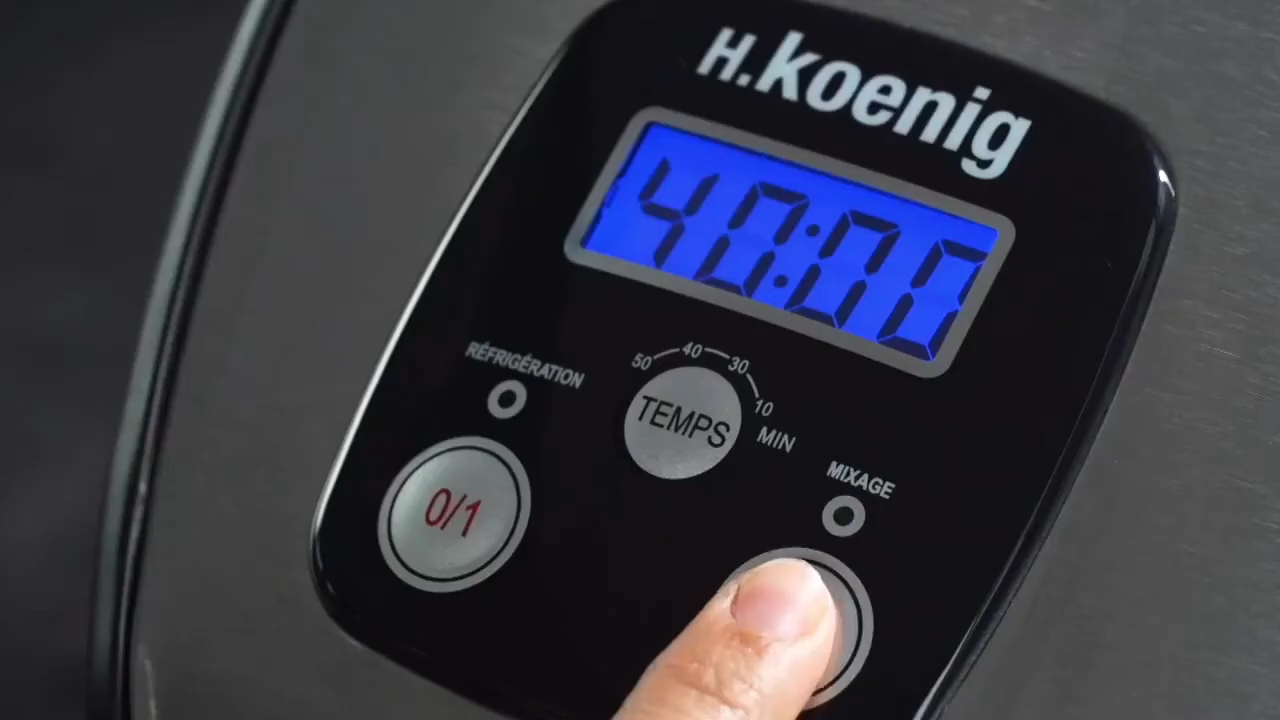 H.koenig
40:00
RÉFRIGÉRATION
50 40 30 10
TEMPS
MIN
MIXAGE
0/1